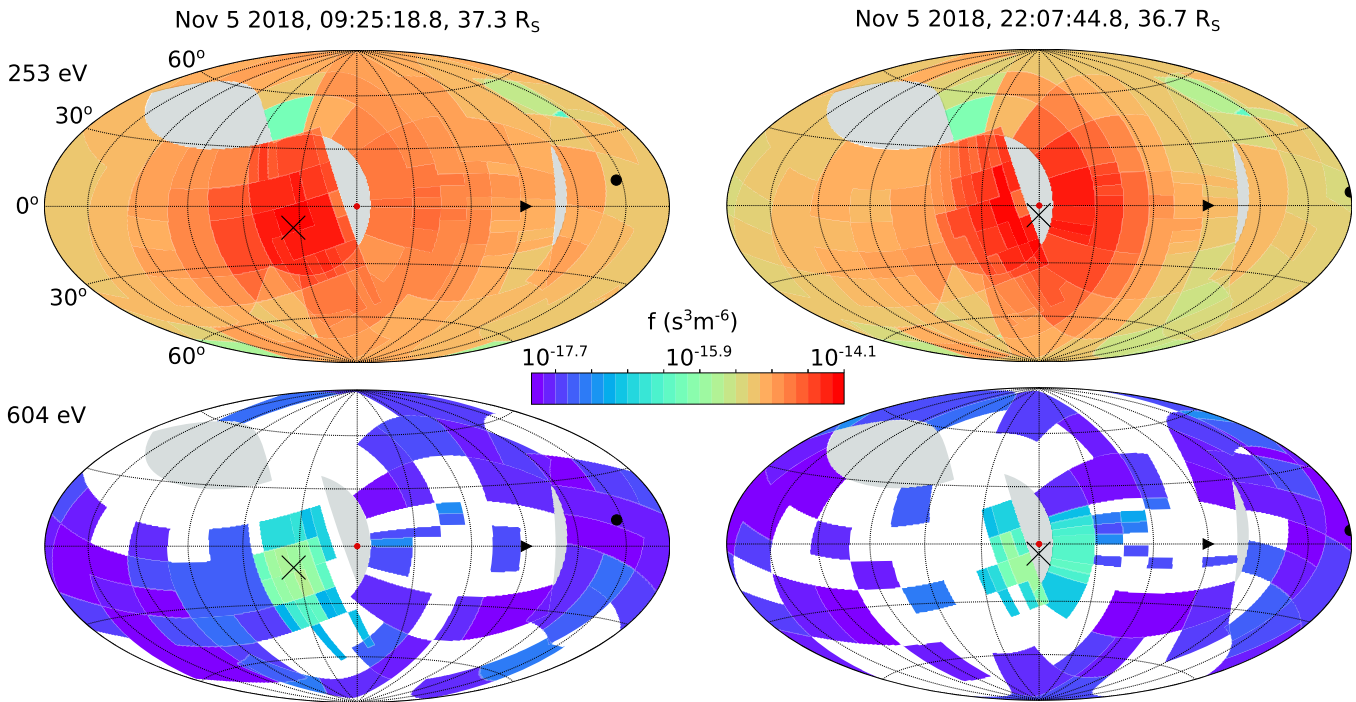 Nov 5 2018, 09:25:18.8, 37.3 R_S
Nov 5 2018, 22:07:44.8, 36.7 R_S
253 eV
60°
30°
0°
30°
60°
f (s³m⁻⁶)
10⁻¹⁷·⁷ 10⁻¹⁵·⁹ 10⁻¹⁴·¹
604 eV